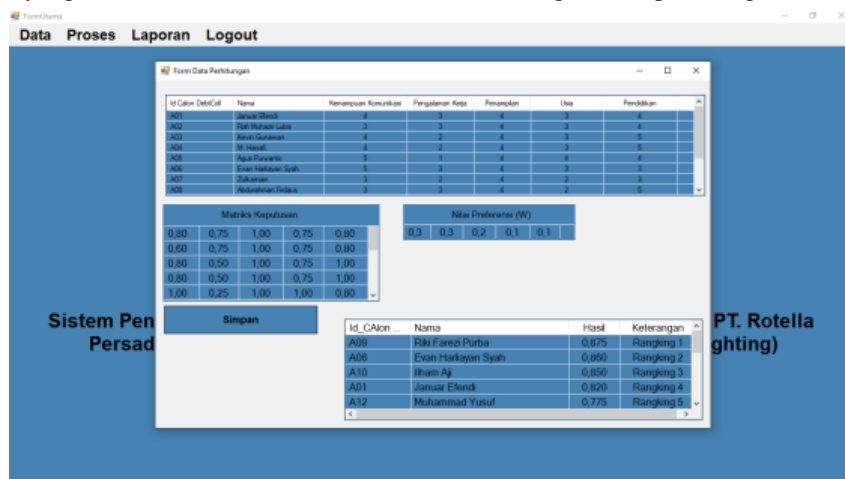 FormUtama
Data Proses Laporan Logout
Form Data Perhitungan
Id Calon DebtColl Nama Kemampuan Komunikasi Pengalaman Kerja Penampilan Usia Pendidikan
A01 Januar Efendi 4 3 4 3 4
A02 Rafi Muhazir Lubis 3 3 4 3 4
A03 Kevin Gunawan 4 2 4 3 5
A04 M. Hanafi 4 2 4 3 5
A05 Agus Purwanto 5 1 4 4 4
A06 Evan Harliayan Syah 5 3 4 3 3
A07 Zulkarnain 3 2 4 2 3
A08 3 3 4 2 5
Matriks Keputusan
0,80 0,75 1,00 0,75 0,80
0,60 0,75 1,00 0,75 0,80
0,80 0,50 1,00 0,75 1,00
0,80 0,50 1,00 0,75 1,00
1,00 0,25 1,00 1,00 0,80
Nilai Preferensi (W)
0,3 0,3 0,2 0,1 0,1
Simpan
Id_CAlon ... Nama Hasil Keterangan
A09 Riki Farezi Purba 0,875 Rangking 1
A06 Evan Harliayan Syah 0,860 Rangking 2
A10 Ilham Aji 0,850 Rangking 3
A01 Januar Efendi 0,820 Rangking 4
A12 Muhammad Yusuf 0,775 Rangking 5
Sistem Pen PT. Rotella
Persad ghting)